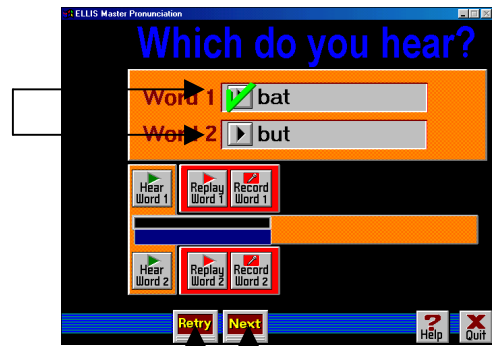 ELLIS Master Pronunciation
Which do you hear?
Word 1 bat
Word 2 but
Hear Word 1 Replay Word 1 Record Word 1
Hear Word 2 Replay Word 2 Record Word 2
Retry Next ? Help X Quit